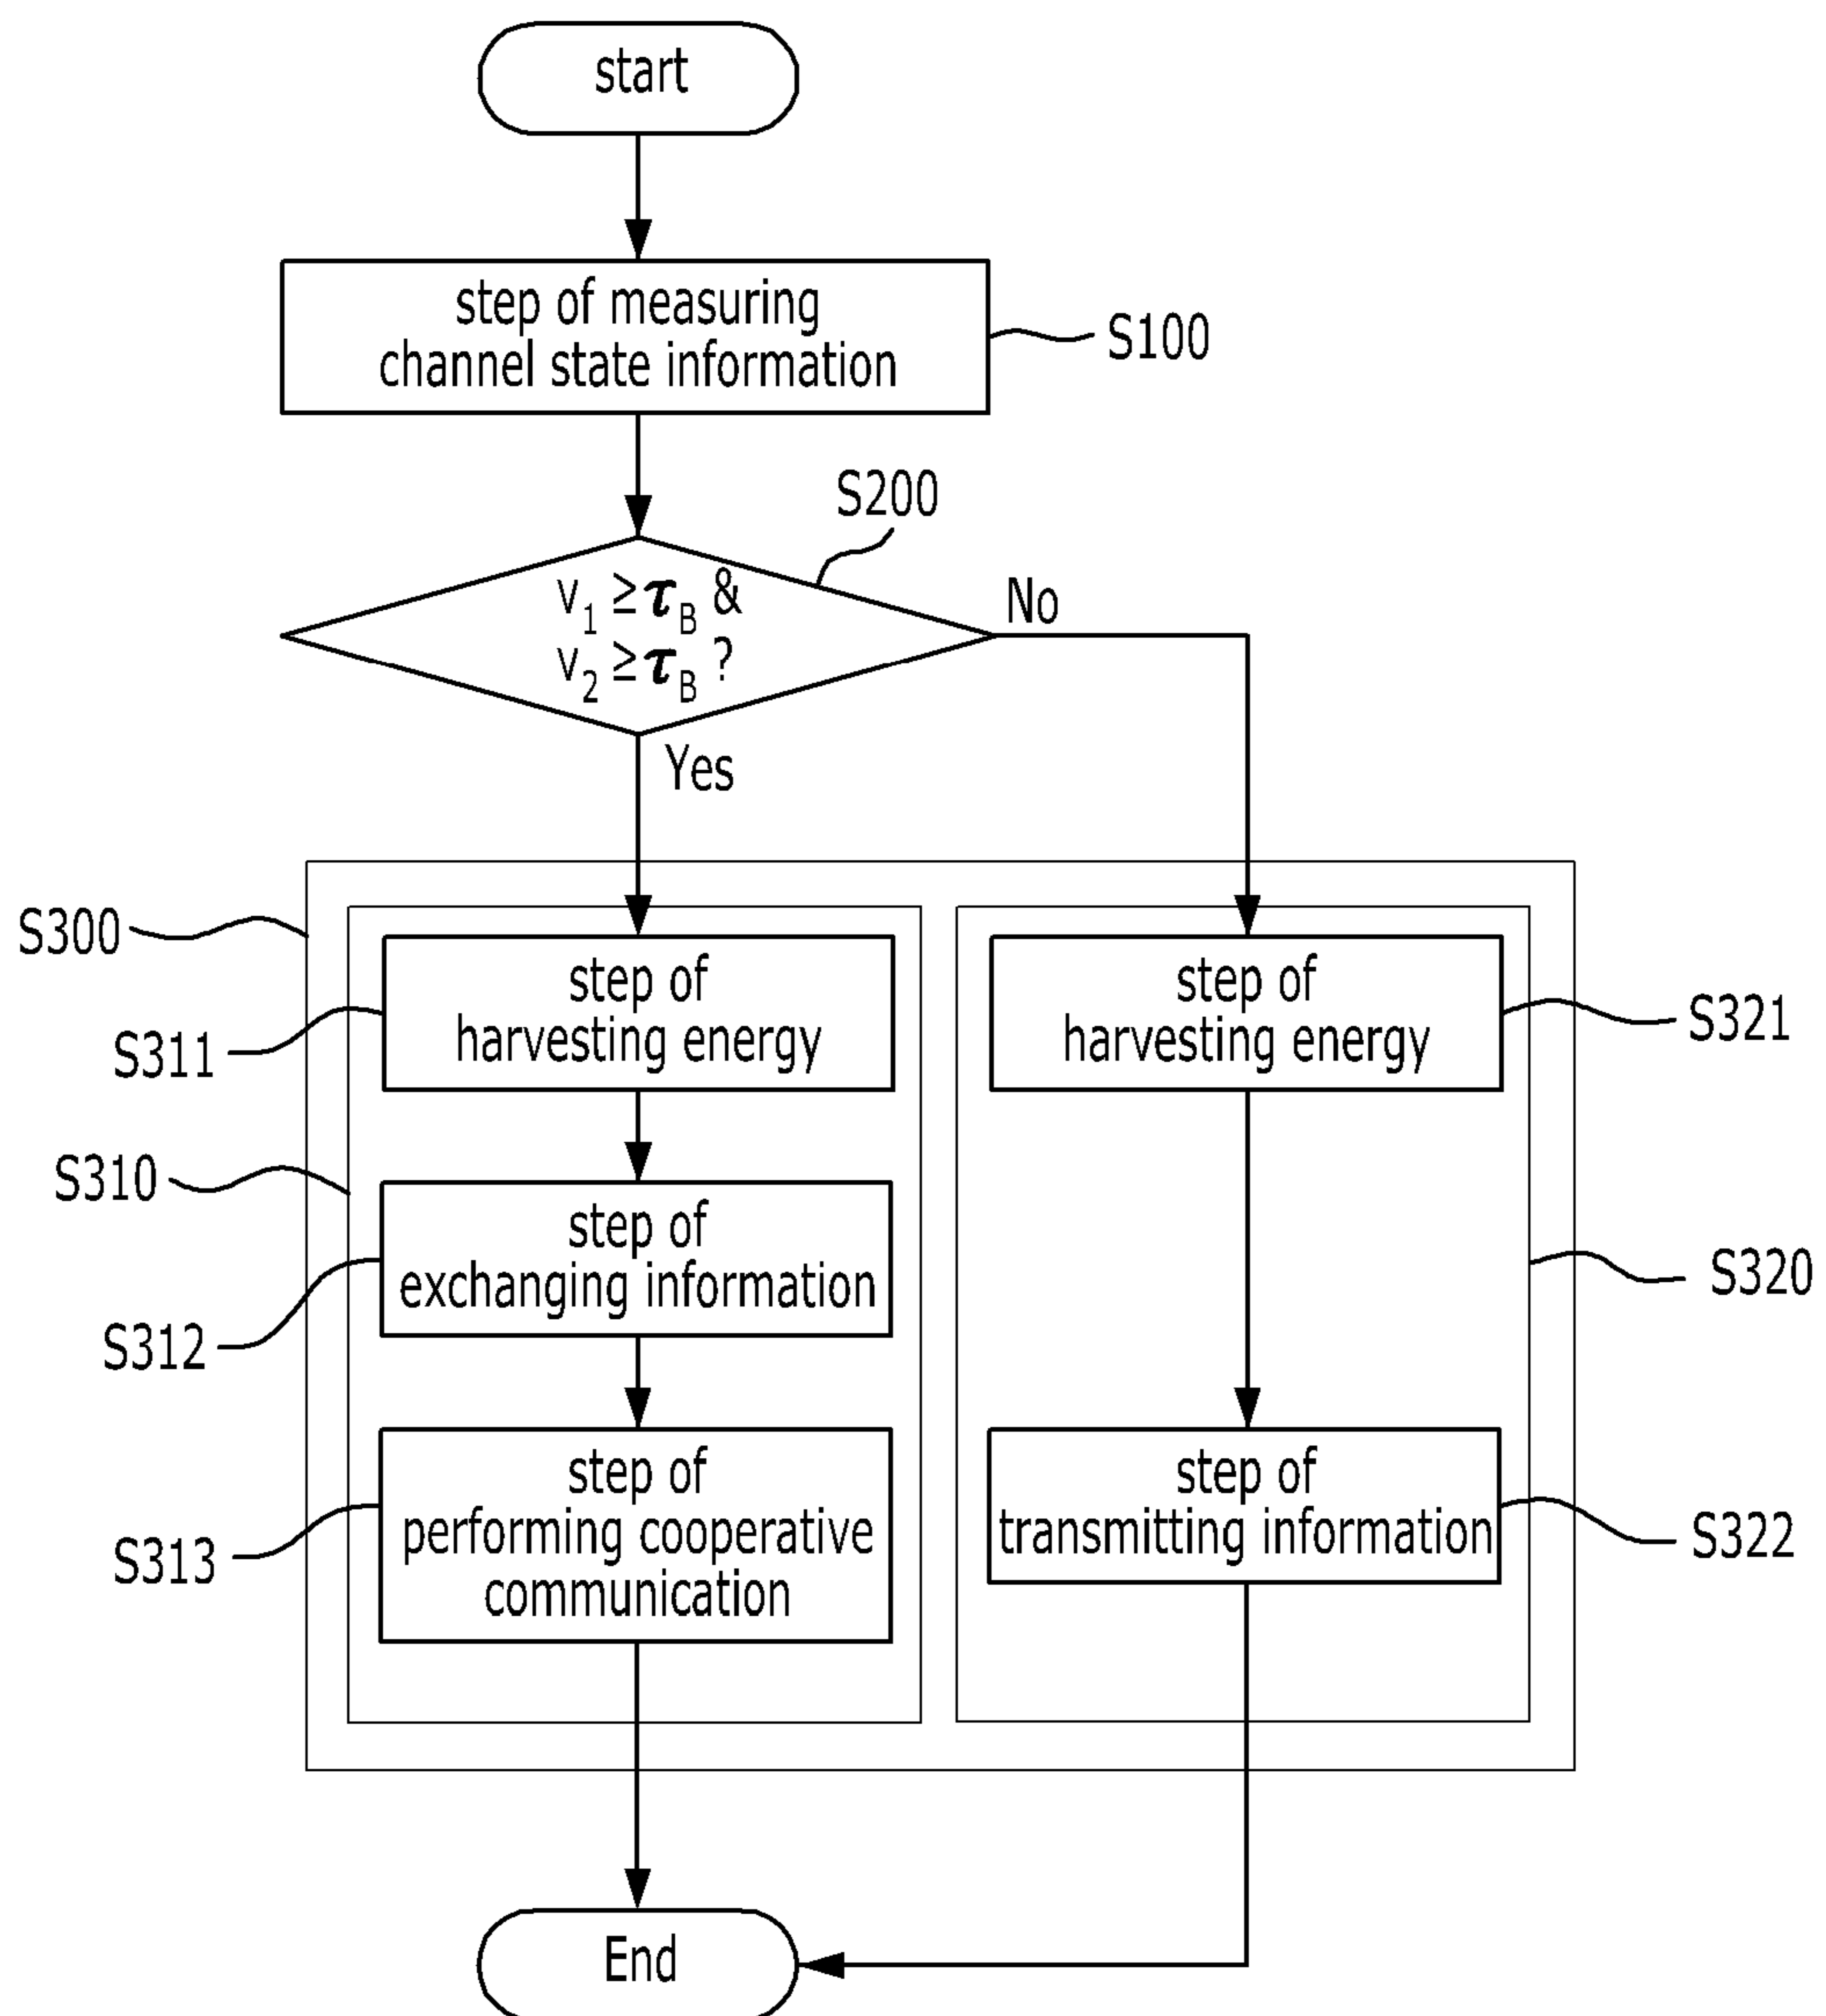 start
step of measuring
channel state information
S100
S200
v₁ ≥ τ_B &
v₂ ≥ τ_B ?
No
Yes
S300
step of
harvesting energy
S311
step of
harvesting energy
S321
S310
step of
exchanging information
S312
S320
step of
performing cooperative
communication
S313
step of
transmitting information
S322
End